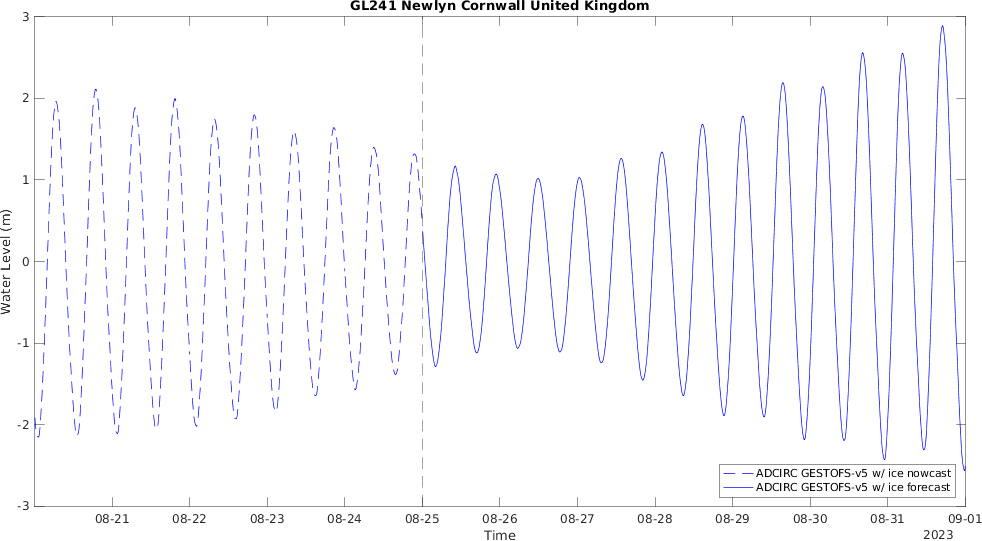 GL241 Newlyn Cornwall United Kingdom
3
2
1
0
-1
-2
-3
Water Level (m)
ADCIRC GESTOFS-v5 w/ ice nowcast
ADCIRC GESTOFS-v5 w/ ice forecast
08-21 08-22 08-23 08-24 08-25 08-26 08-27 08-28 08-29 08-30 08-31 09-01
Time
2023